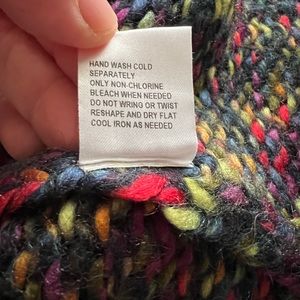 HAND WASH COLD
SEPARATELY
ONLY NON-CHLORINE
BLEACH WHEN NEEDED
DO NOT WRING OR TWIST
RESHAPE AND DRY FLAT
COOL IRON AS NEEDED